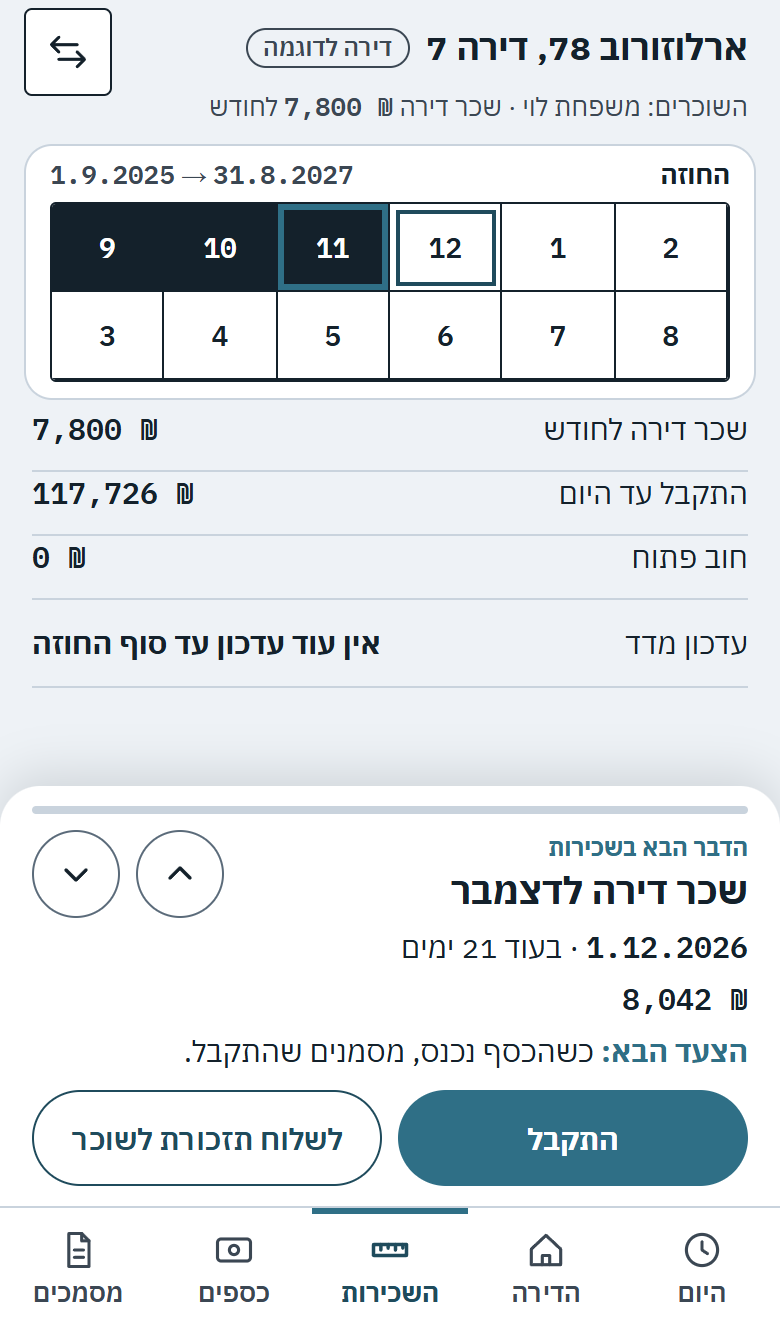 ארלוזורוב 78, דירה 7 דירה לדוגמה
השוכרים: משפחת לוי · שכר דירה ₪ 7,800 לחודש
החוזה 1.9.2025 → 31.8.2027
9 10 11 12 1 2
3 4 5 6 7 8
שכר דירה לחודש 7,800 ₪
התקבל עד היום 117,726 ₪
חוב פתוח 0 ₪
עדכון מדד אין עוד עדכון עד סוף החוזה
הדבר הבא בשכירות
שכר דירה לדצמבר
1.12.2026 · בעוד 21 ימים
8,042 ₪
הצעד הבא: כשהכסף נכנס, מסמנים שהתקבל.
התקבל לשלוח תזכורת לשוכר
היום הדירה השכירות כספים מסמכים